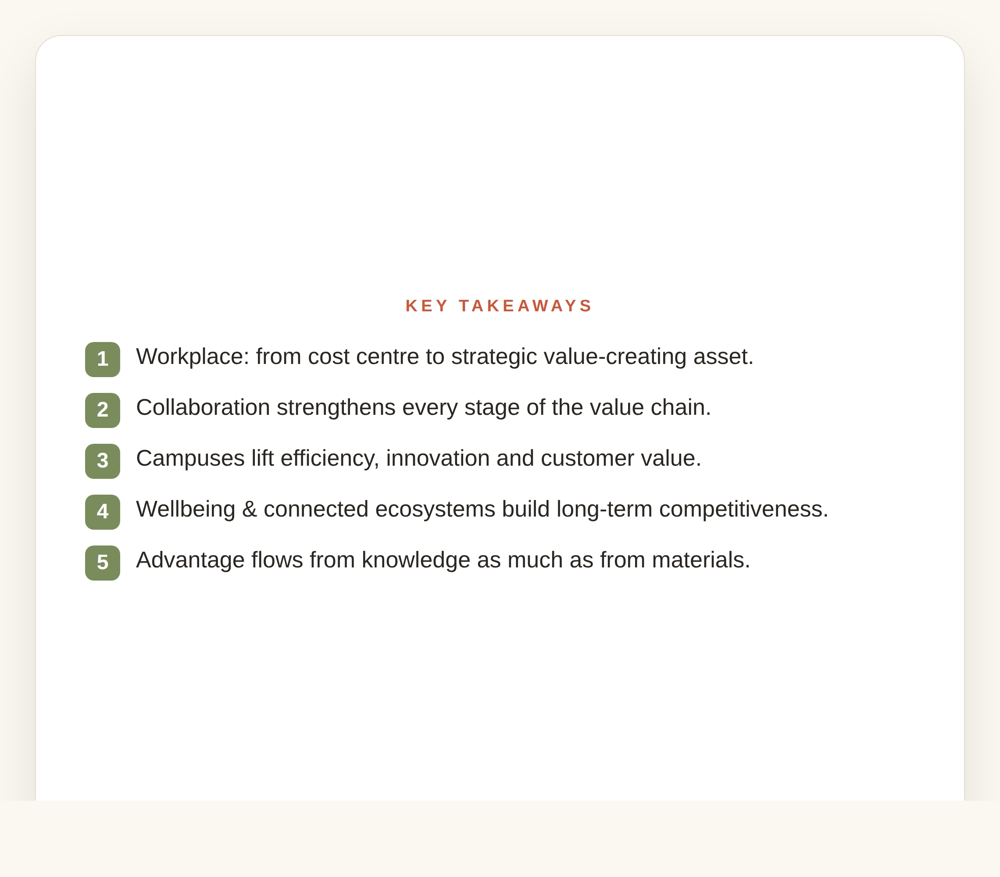 KEY TAKEAWAYS
1 Workplace: from cost centre to strategic value-creating asset.
2 Collaboration strengthens every stage of the value chain.
3 Campuses lift efficiency, innovation and customer value.
4 Wellbeing & connected ecosystems build long-term competitiveness.
5 Advantage flows from knowledge as much as from materials.